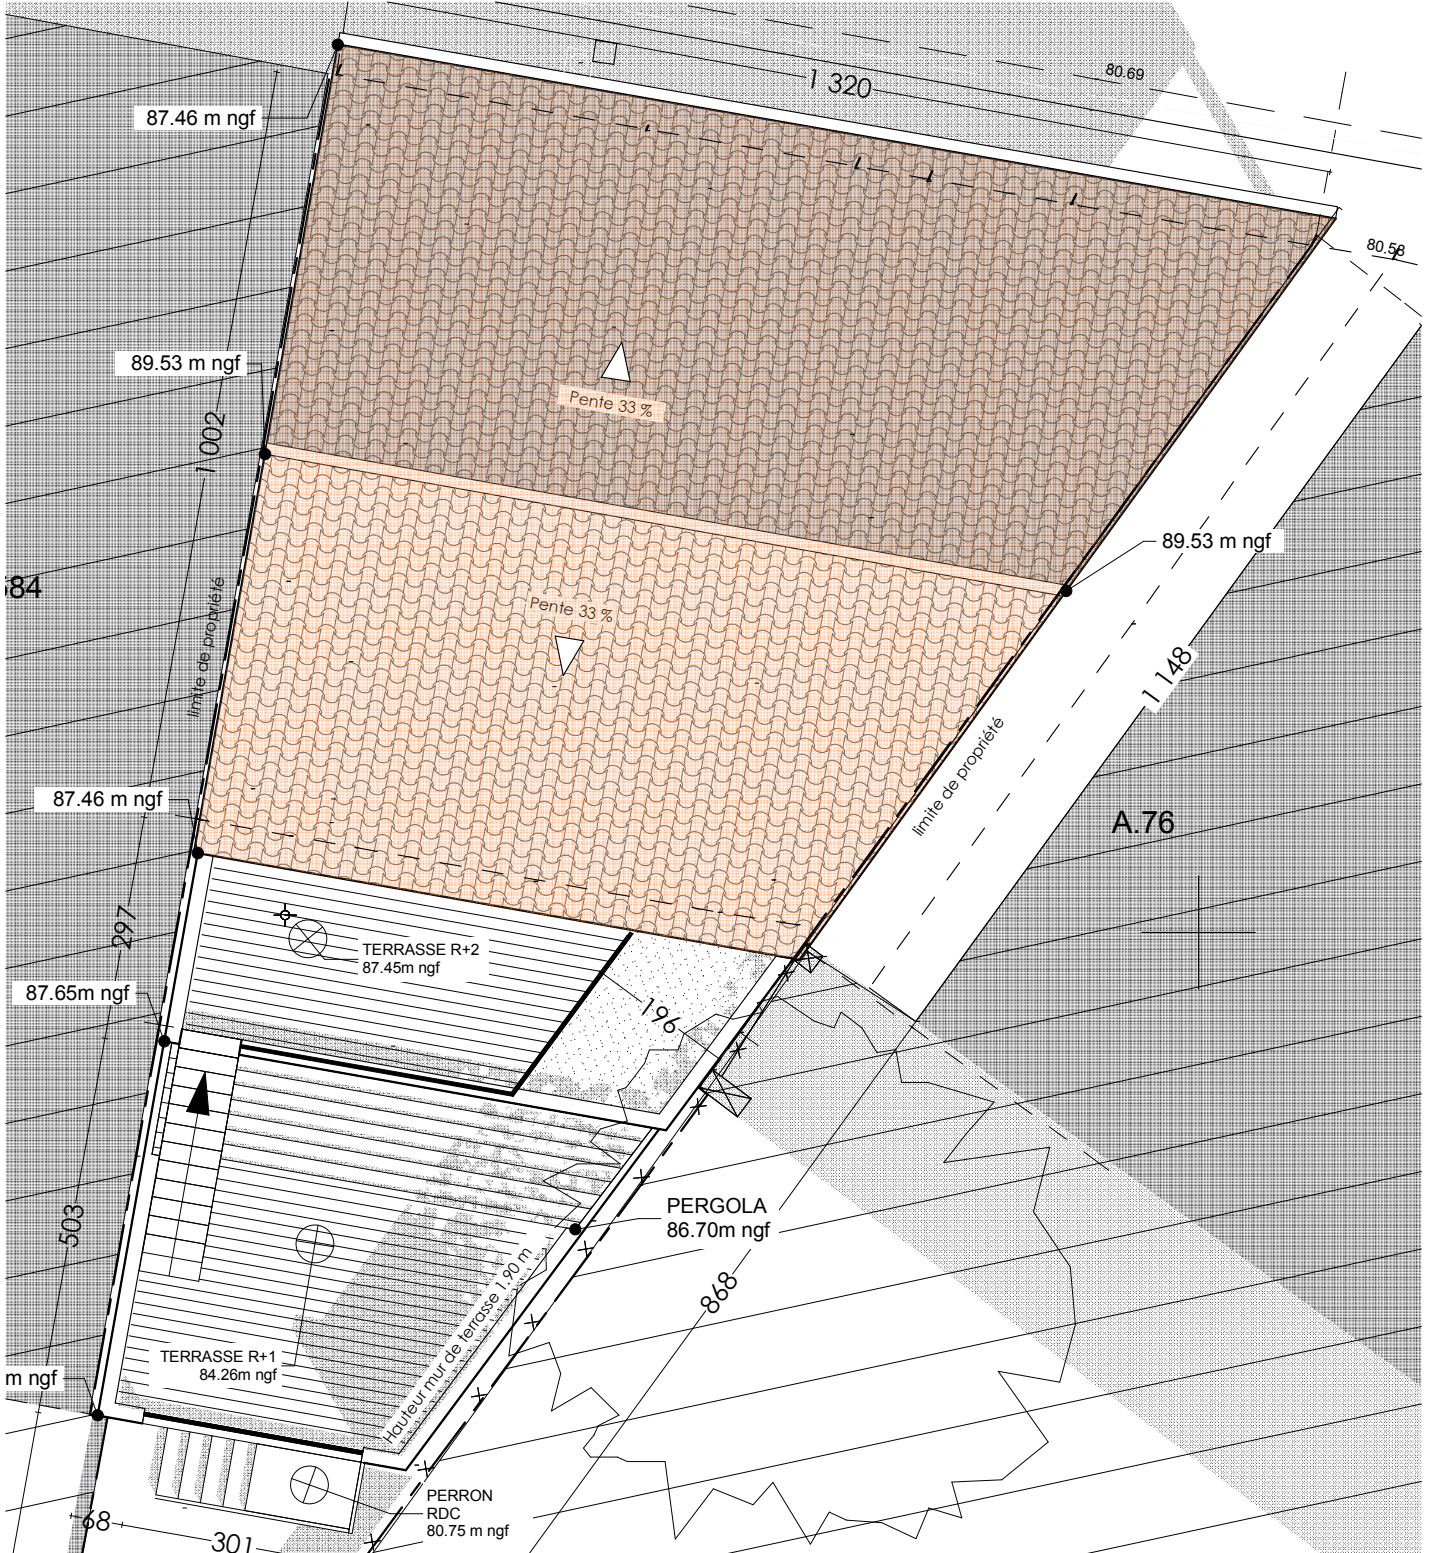 80.69
1 320
87.46 m ngf
80.58
89.53 m ngf
Pente 33 %
1 002
89.53 m ngf
584
Pente 33 %
limite de propriété
1 148
limite de propriété
87.46 m ngf
A.76
297
TERRASSE R+2
87.45m ngf
87.65m ngf
196
503
PERGOLA
86.70m ngf
868
Hauteur mur de terrasse 1.90 m
TERRASSE R+1
84.26m ngf
m ngf
PERRON
RDC
80.75 m ngf
68
301